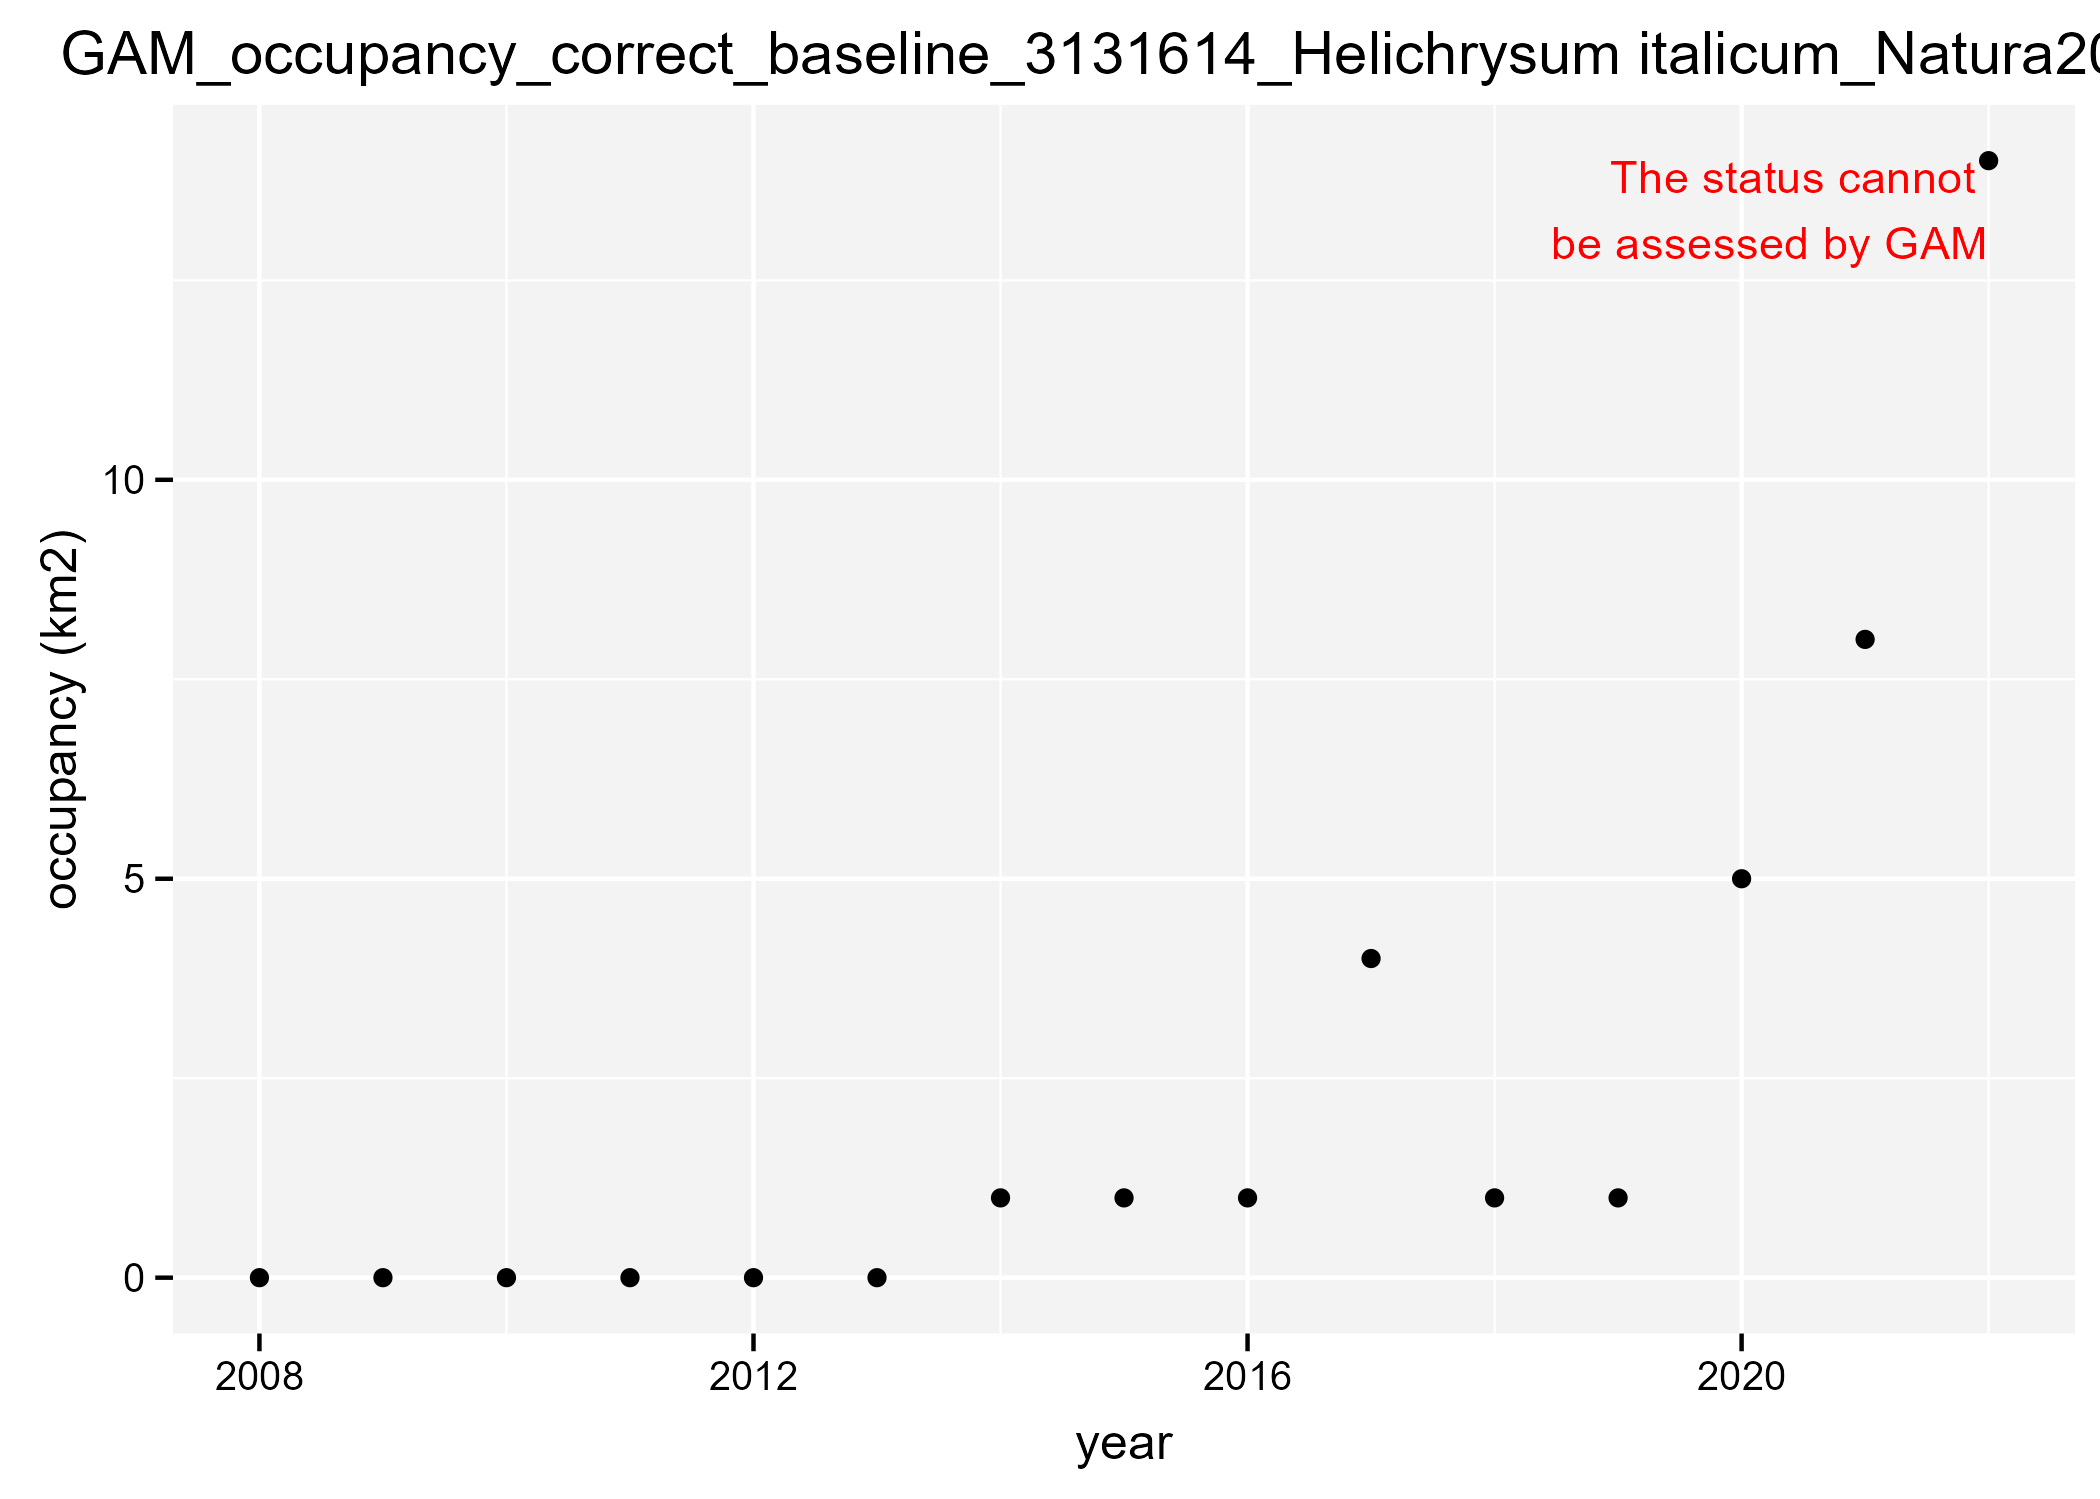 GAM_occupancy_correct_baseline_3131614_Helichrysum italicum_Natura20
The status cannot
be assessed by GAM
occupancy (km2)
10
5
0
2008 2012 2016 2020
year